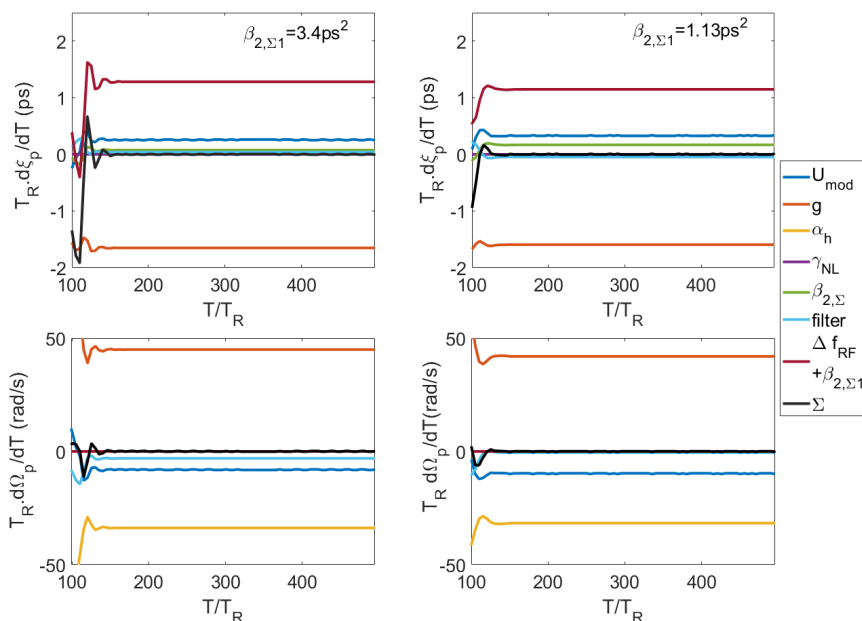 β2,Σ1=3.4ps²
TR.dξp/dT (ps)
2
1
0
-1
-2
100 200 300 400
T/TR
β2,Σ1=1.13ps²
TR.dξp/dT (ps)
2
1
0
-1
-2
100 200 300 400
T/TR
TR.dΩp/dT (rad/s)
50
0
-50
100 200 300 400
T/TR
TR dΩp/dT(rad/s)
50
0
-50
100 200 300 400
T/TR
Umod
g
αh
γNL
β2,Σ
filter
Δ fRF
+β2,Σ1
Σ